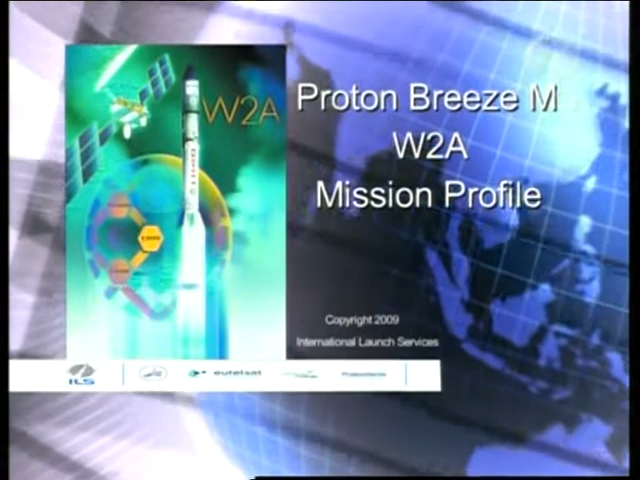 W2A
Proton Breeze M
W2A
Mission Profile
Copyright 2009
International Launch Services
ILS
eutelsat